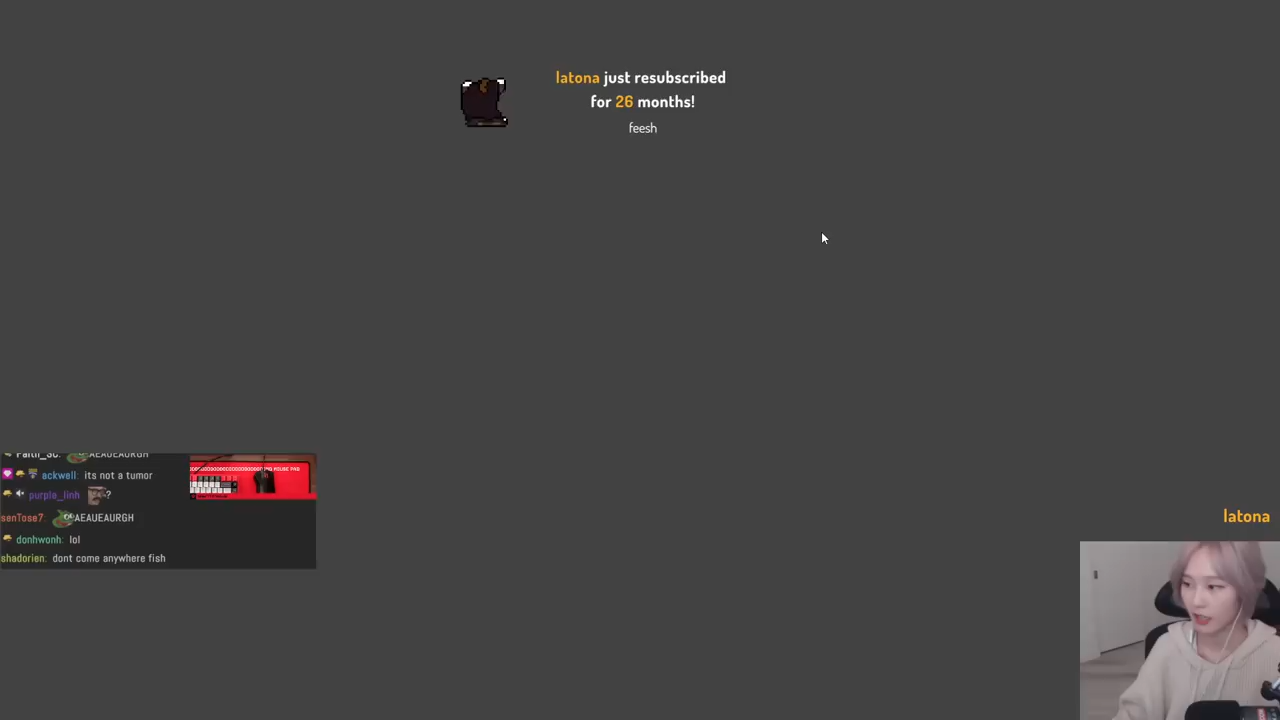 latona just resubscribed
for 26 months!
feesh
AEAUEAURGH
ackwell: its not a tumor
purple_linh: ?
senTose7: AEAUEAURGH
donhwonh: lol
shadorien: dont come anywhere fish
latona